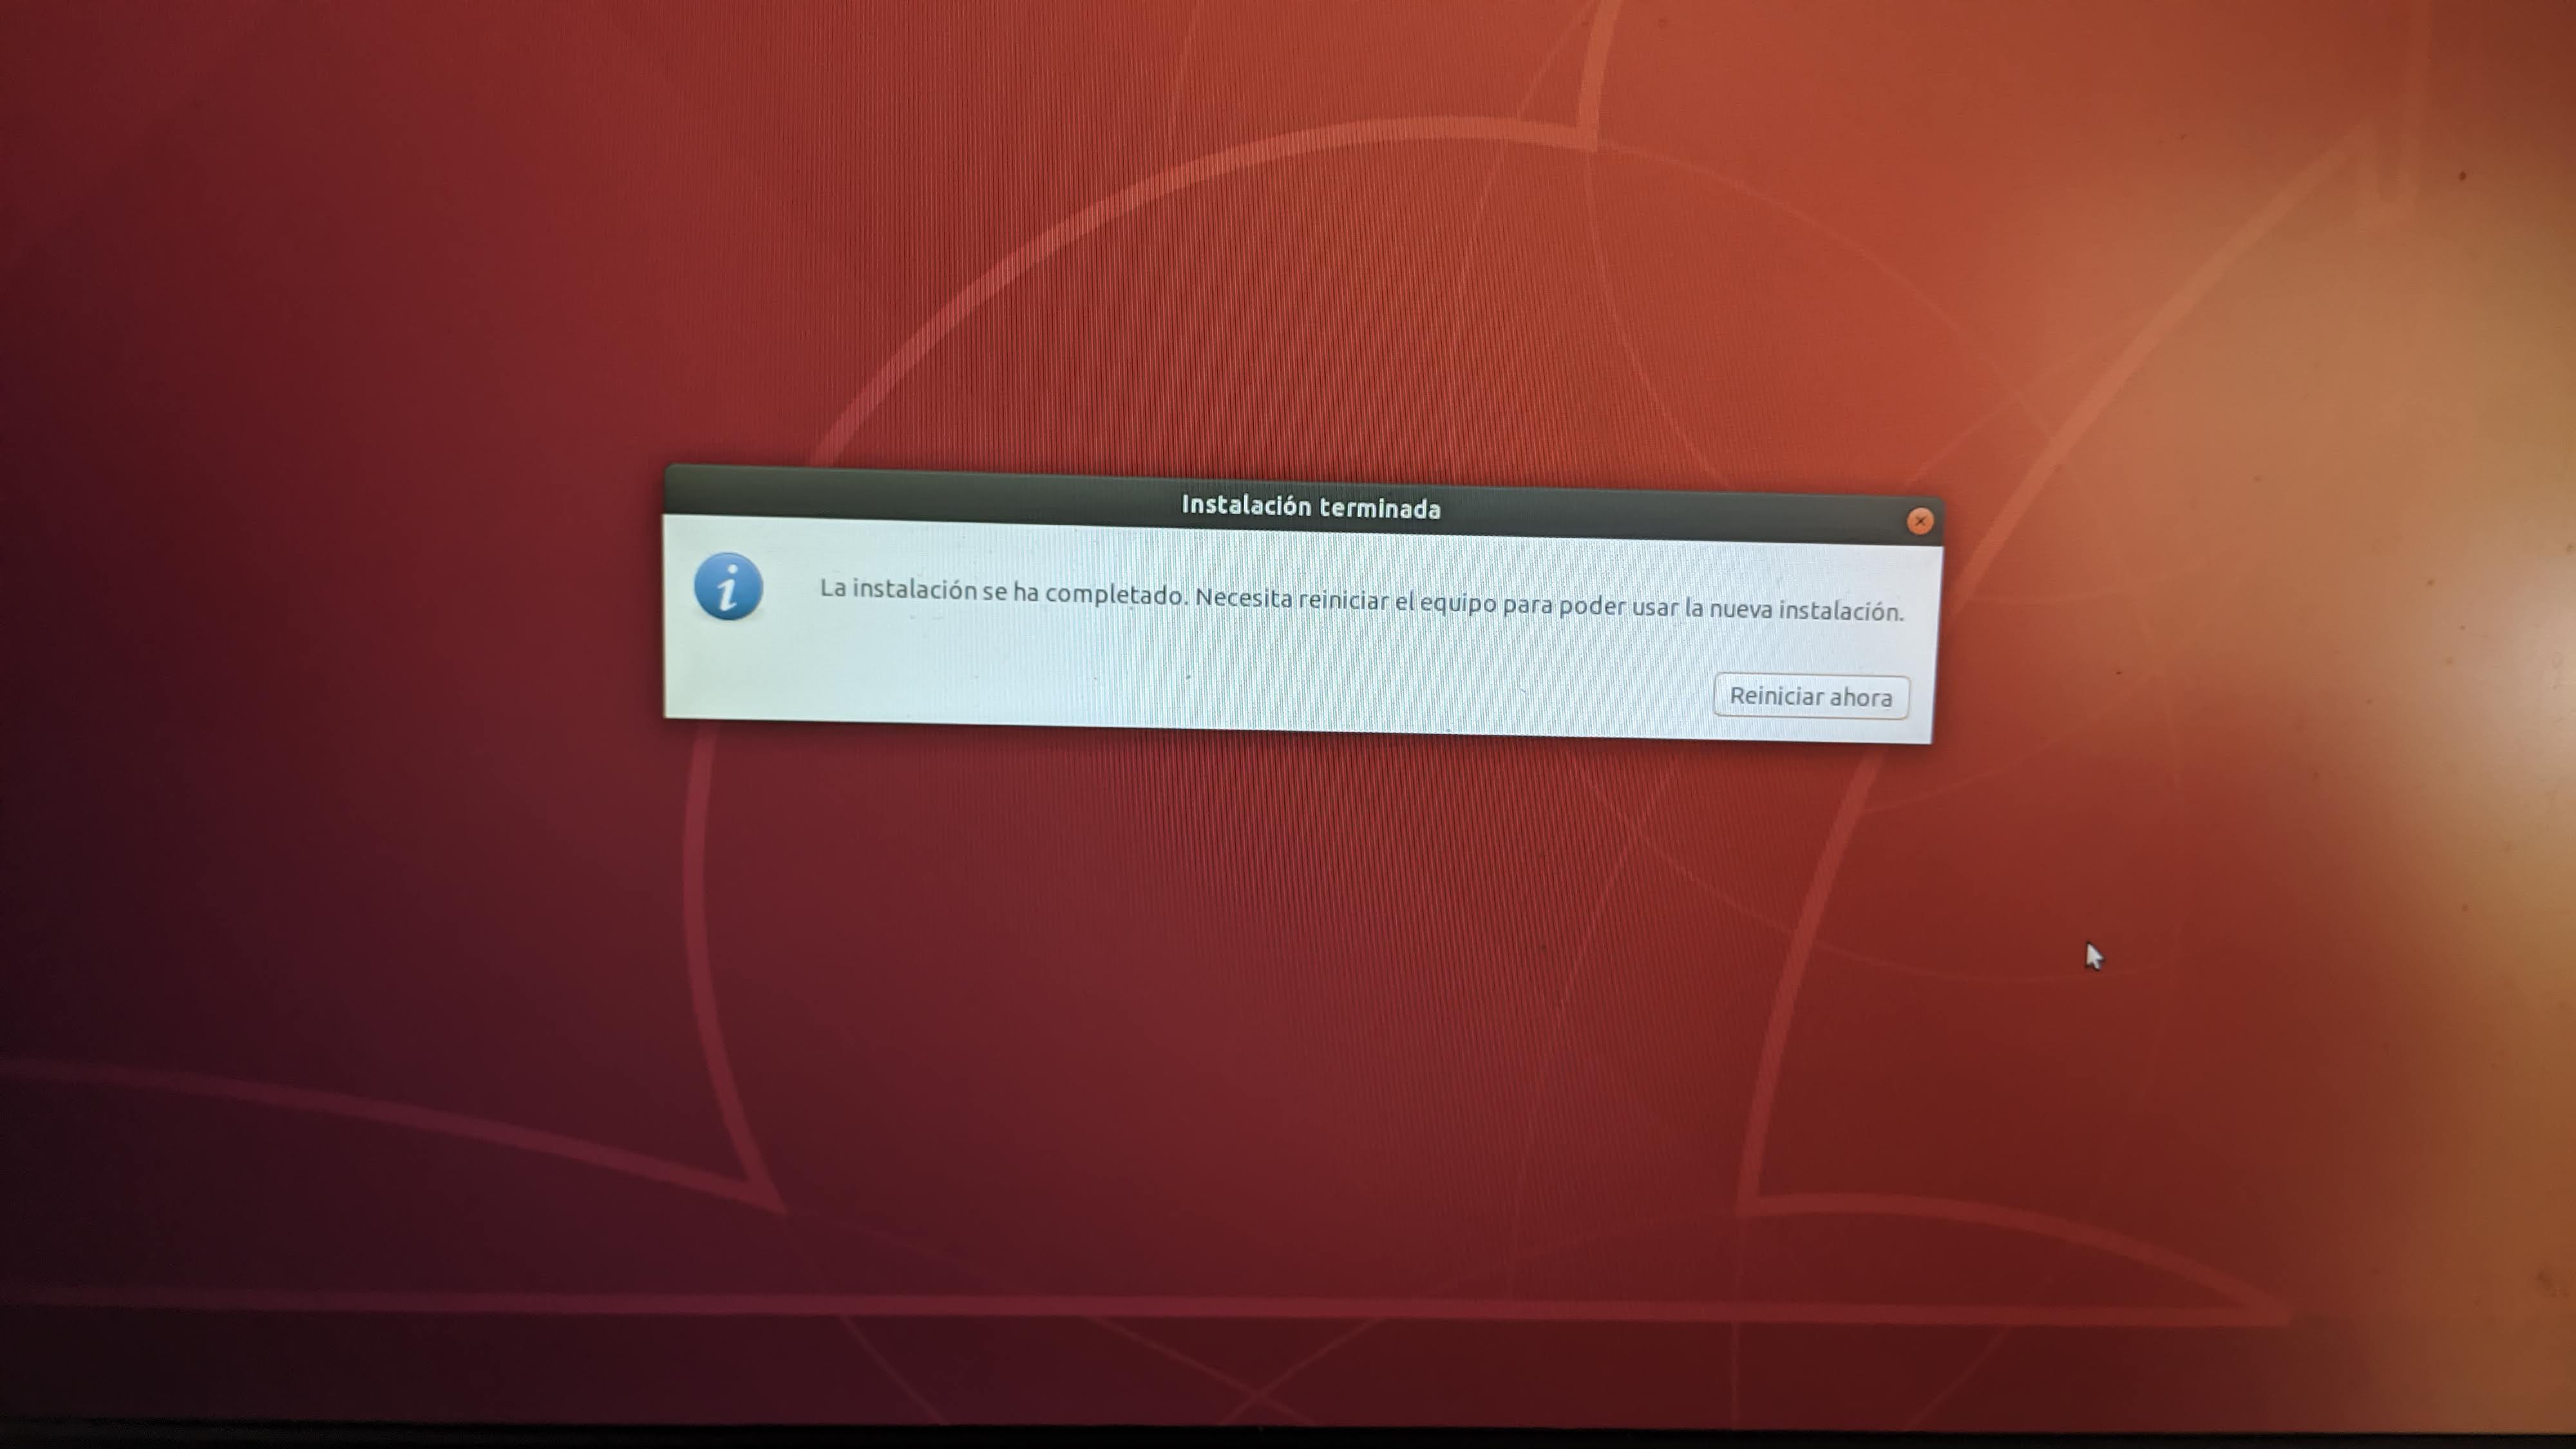 Instalación terminada
La instalación se ha completado. Necesita reiniciar el equipo para poder usar la nueva instalación.
Reiniciar ahora